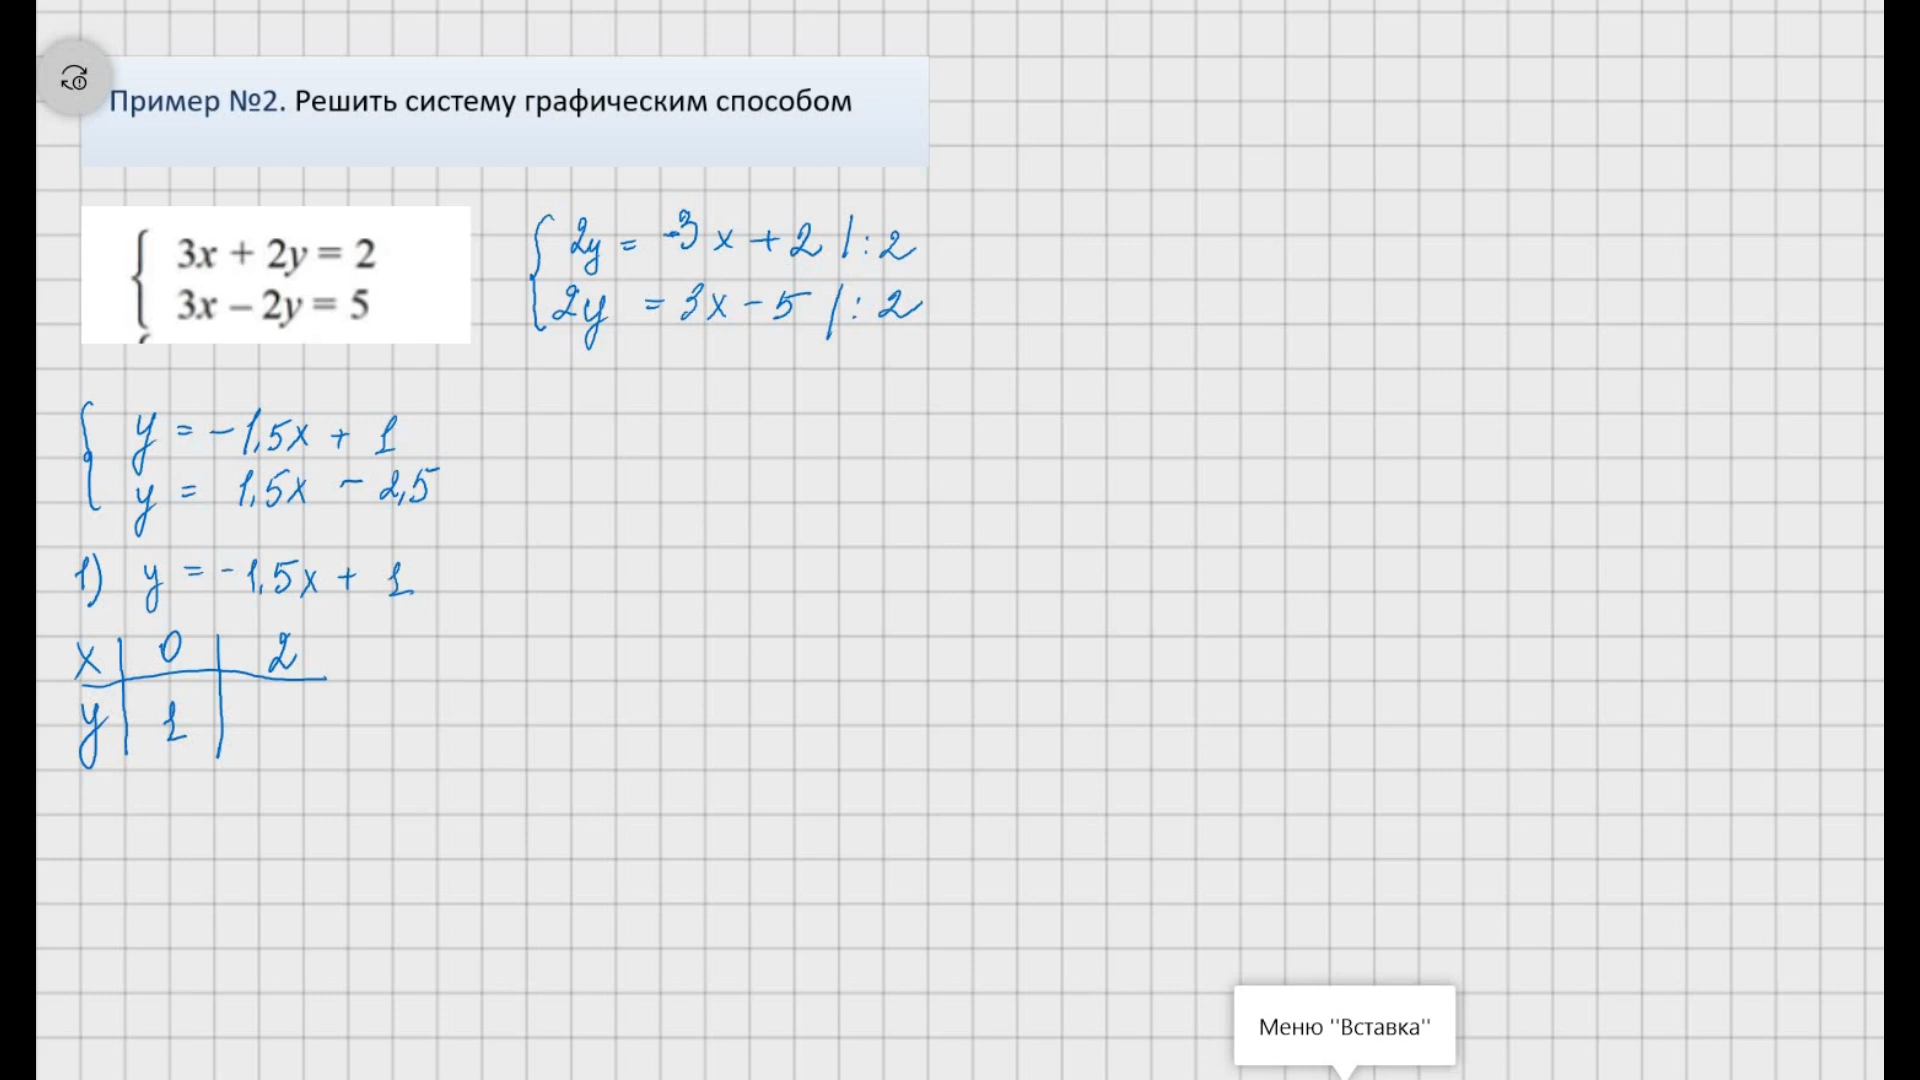 Пример №2. Решить систему графическим способом
3x + 2y = 2
3x – 2y = 5
2y = -3x + 2 | : 2
2y = 3x - 5 | : 2
y = -1,5x + 1
y = 1,5x - 2,5
1) y = -1,5x + 1
x | 0 | 2
y | 1 |
Меню "Вставка"